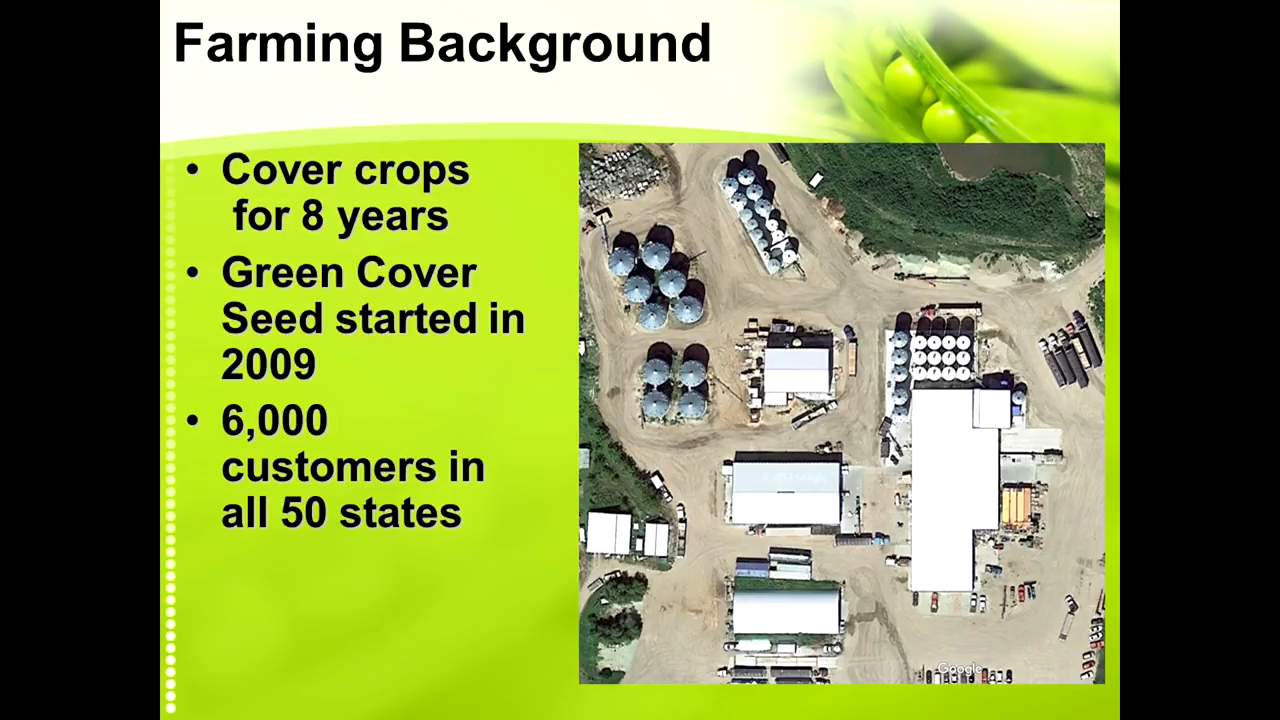 Farming Background
• Cover crops
for 8 years
• Green Cover
Seed started in
2009
• 6,000
customers in
all 50 states
Google